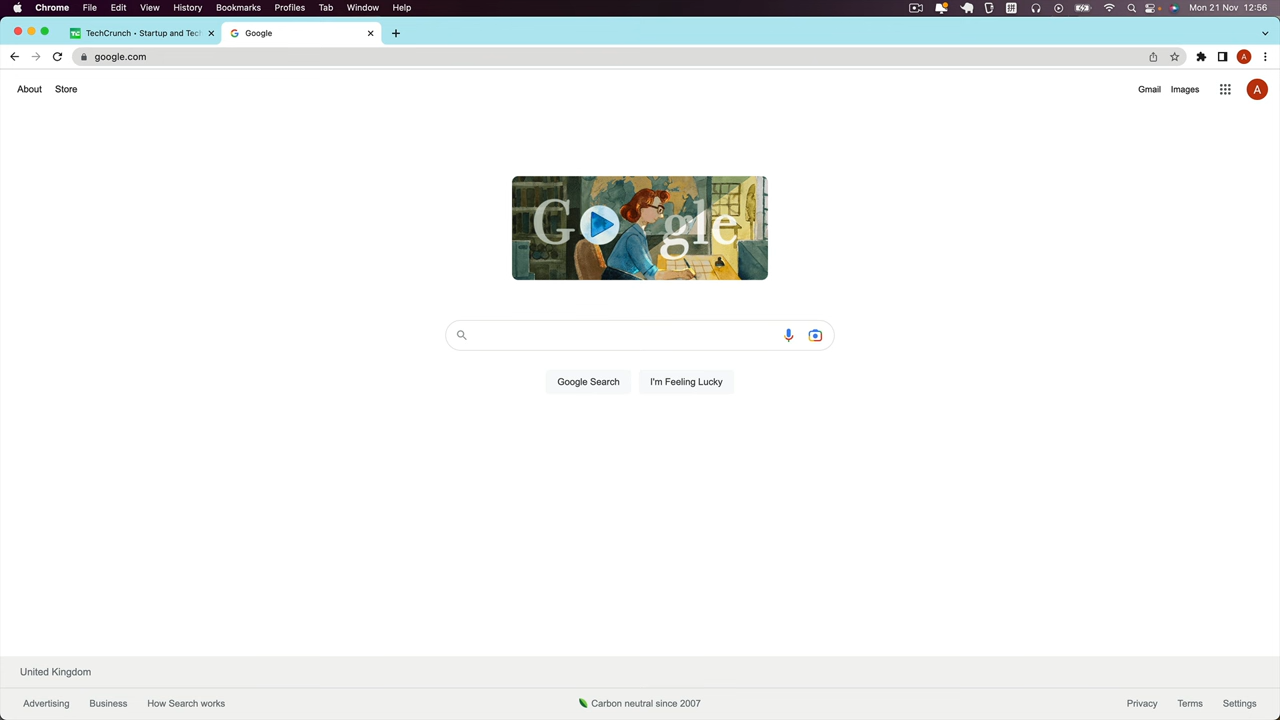 Chrome File Edit View History Bookmarks Profiles Tab Window Help Mon 21 Nov 12:56
TechCrunch • Startup and Tech Google
google.com A
About Store Gmail Images A
Google
Google Search I'm Feeling Lucky
United Kingdom
Advertising Business How Search works Carbon neutral since 2007 Privacy Terms Settings